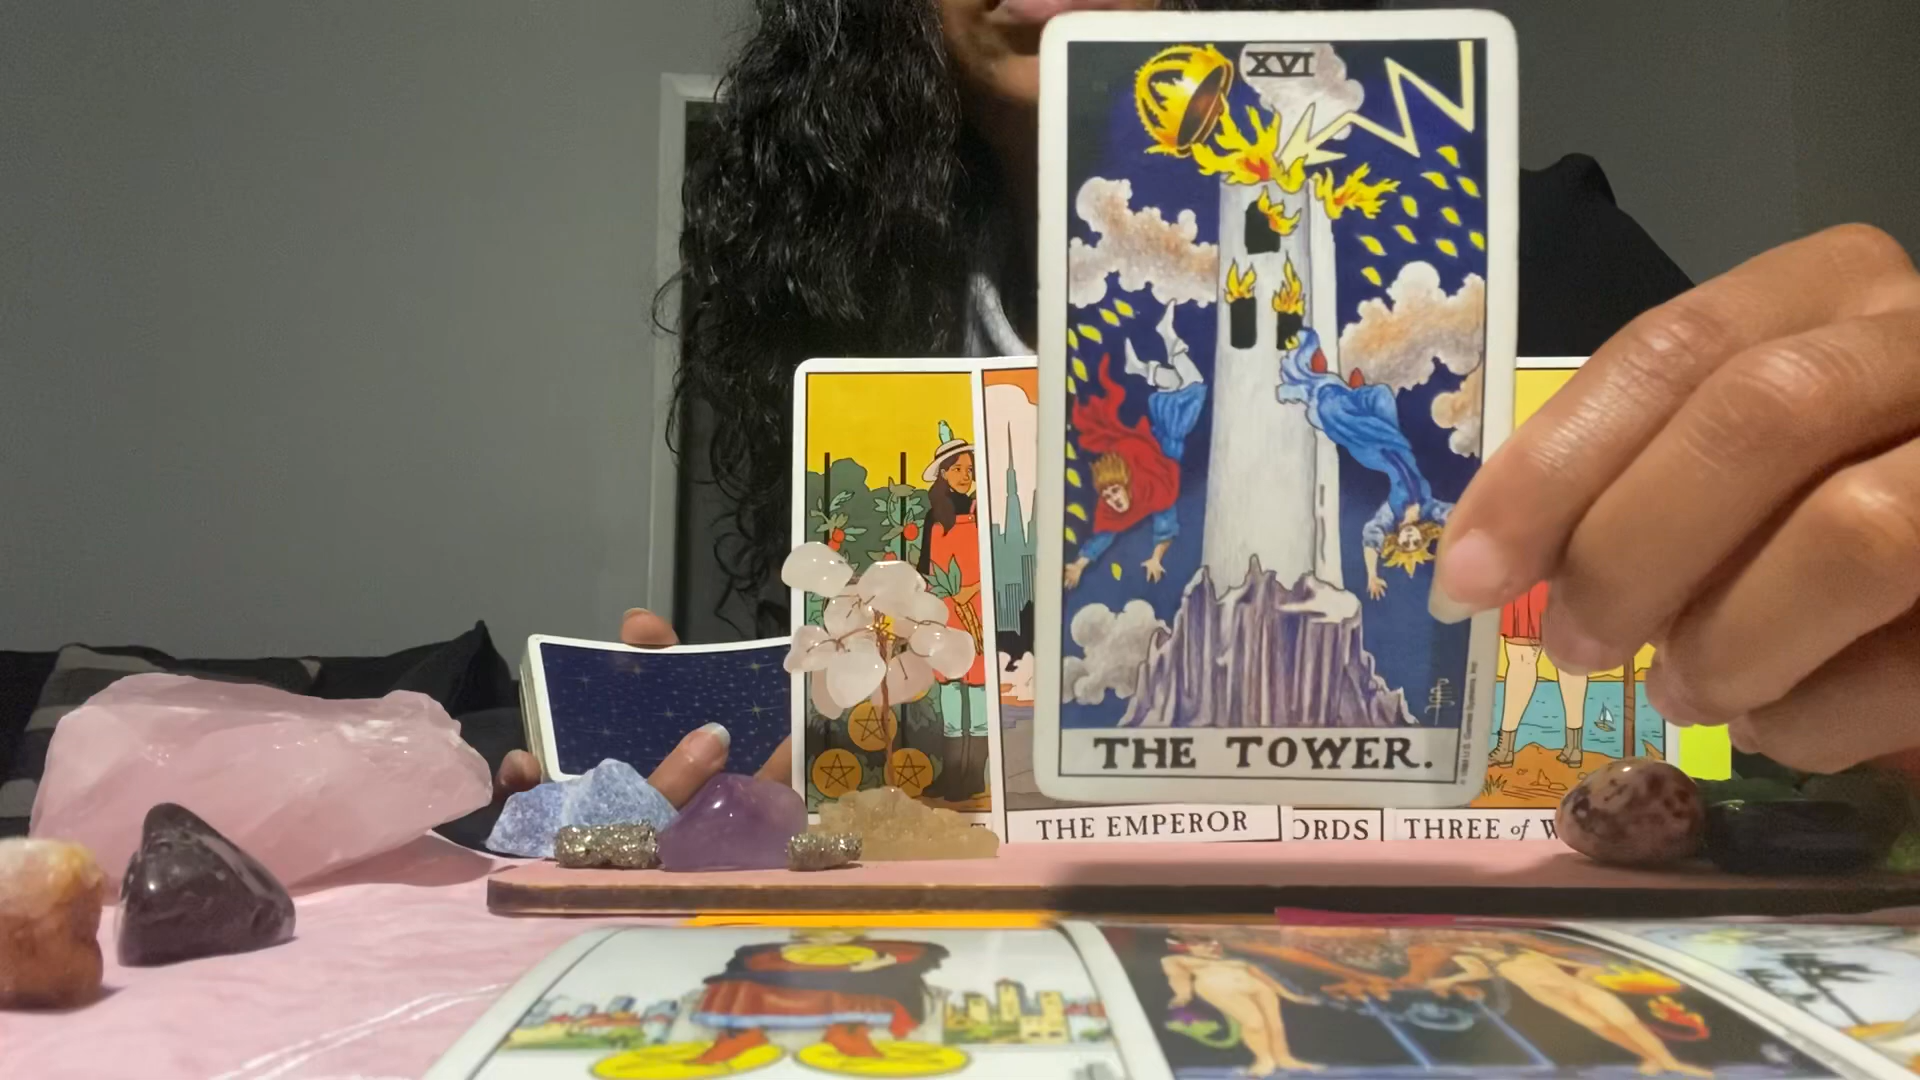 XVI
THE TOWER.
THE EMPEROR
ORDS
THREE of W